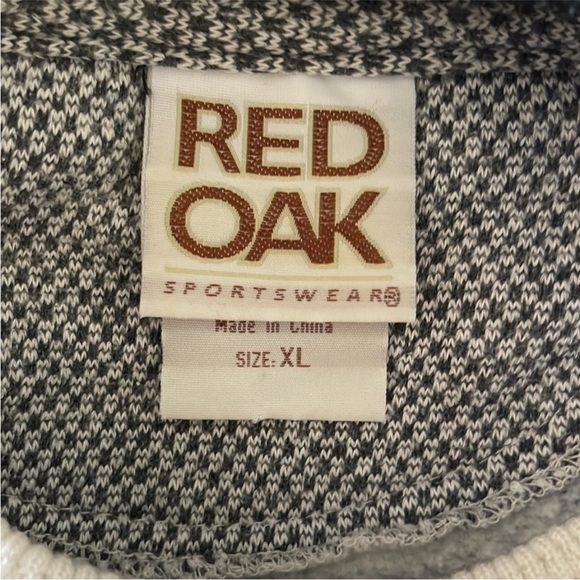 RED
OAK
SPORTSWEAR®
Made in China
SIZE: XL